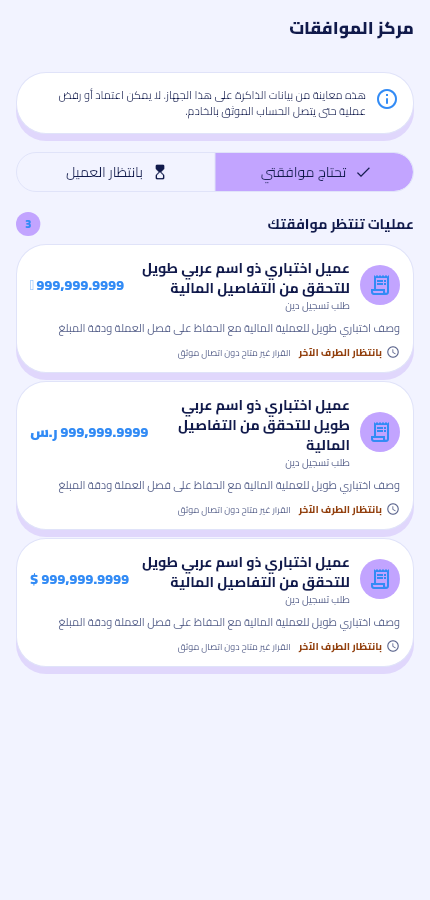 مركز الموافقات
هذه معاينة من بيانات الذاكرة على هذا الجهاز. لا يمكن اعتماد أو رفض
عملية حتى يتصل الحساب الموثق بالخادم.
تحتاج موافقتي
بانتظار العميل
عمليات تنتظر موافقتك
3
عميل اختباري ذو اسم عربي طويل
للتحقق من التفاصيل المالية
999,999.9999
طلب تسجيل دين
وصف اختباري طويل للعملية المالية مع الحفاظ على فصل العملة ودقة المبلغ
بانتظار الطرف الآخر
القرار غير متاح دون اتصال موثق
عميل اختباري ذو اسم عربي
طويل للتحقق من التفاصيل
المالية
999,999.9999 ر.س
طلب تسجيل دين
وصف اختباري طويل للعملية المالية مع الحفاظ على فصل العملة ودقة المبلغ
بانتظار الطرف الآخر
القرار غير متاح دون اتصال موثق
عميل اختباري ذو اسم عربي طويل
للتحقق من التفاصيل المالية
999,999.9999 $
طلب تسجيل دين
وصف اختباري طويل للعملية المالية مع الحفاظ على فصل العملة ودقة المبلغ
بانتظار الطرف الآخر
القرار غير متاح دون اتصال موثق